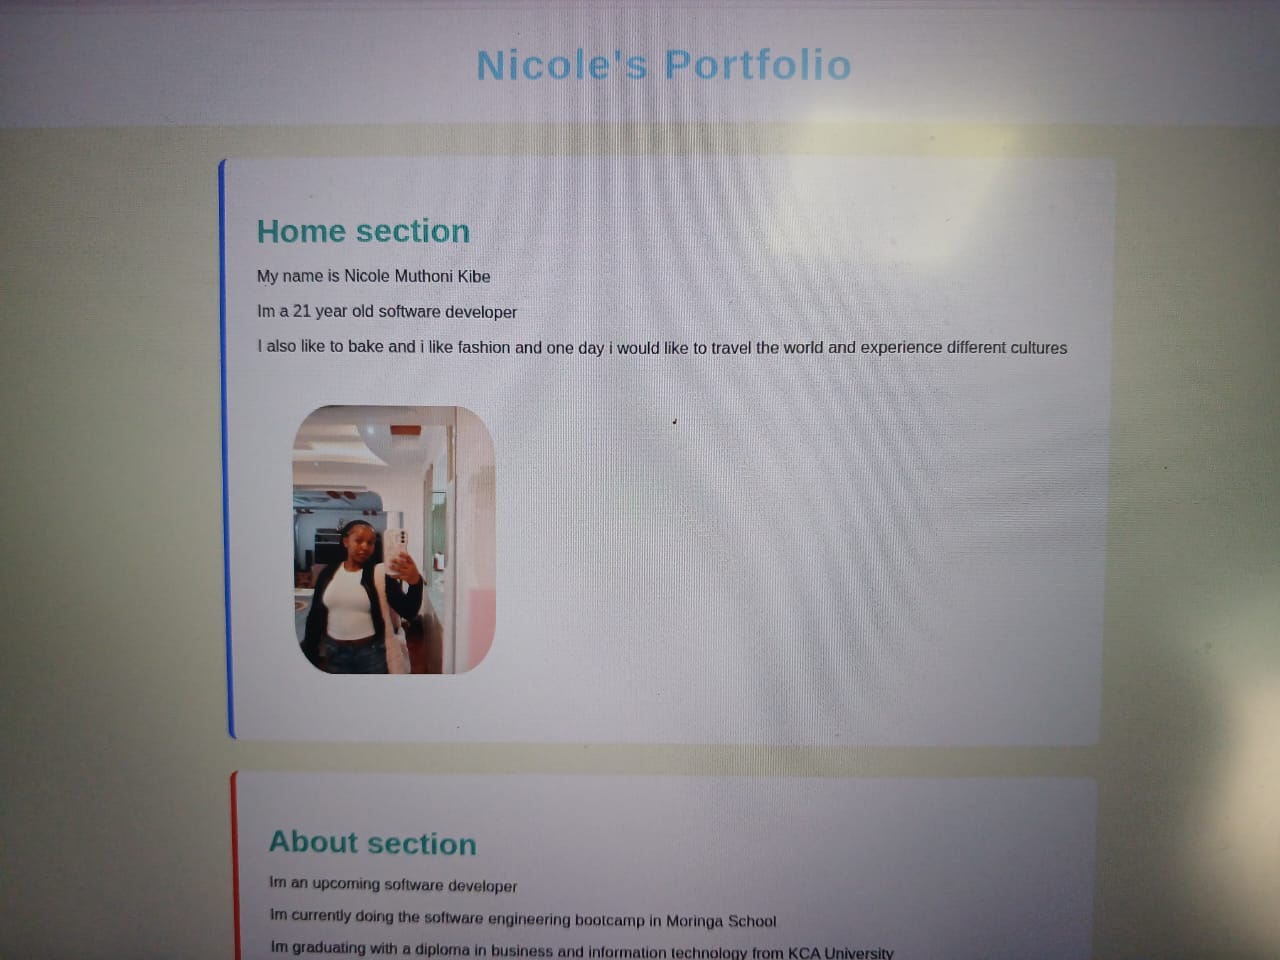 Nicole's Portfolio
Home section
My name is Nicole Muthoni Kibe
Im a 21 year old software developer
I also like to bake and i like fashion and one day i would like to travel the world and experience different cultures
About section
Im an upcoming software developer
Im currently doing the software engineering bootcamp in Moringa School
Im graduating with a diploma in business and information technology from KCA University